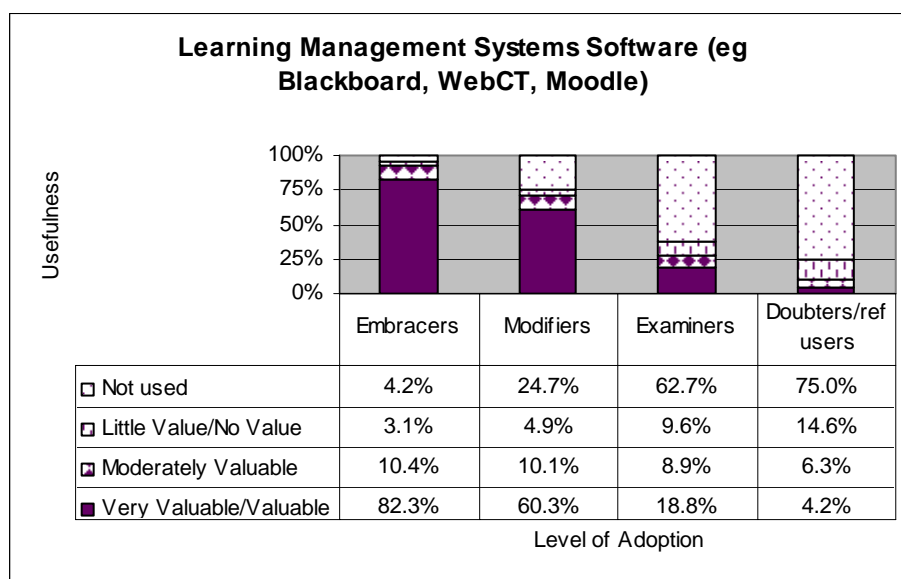 Learning Management Systems Software (eg
Blackboard, WebCT, Moodle)
Usefulness
100%
75%
50%
25%
0%
Embracers Modifiers Examiners Doubters/ref
users
Not used 4.2% 24.7% 62.7% 75.0%
Little Value/No Value 3.1% 4.9% 9.6% 14.6%
Moderately Valuable 10.4% 10.1% 8.9% 6.3%
Very Valuable/Valuable 82.3% 60.3% 18.8% 4.2%
Level of Adoption